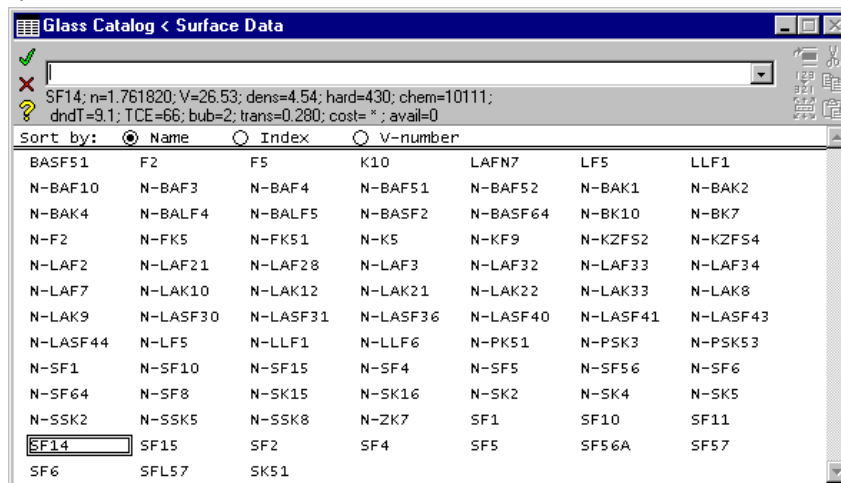 Glass Catalog < Surface Data
SF14; n=1.761820; V=26.53; dens=4.54; hard=430; chem=10111;
dndT=9.1; TCE=66; bub=2; trans=0.280; cost= * ; avail=0
Sort by: Name Index V-number
BASF51 F2 F5 K10 LAFN7 LF5 LLF1
N-BAF10 N-BAF3 N-BAF4 N-BAF51 N-BAF52 N-BAK1 N-BAK2
N-BAK4 N-BALF4 N-BALF5 N-BASF2 N-BASF64 N-BK10 N-BK7
N-F2 N-FK5 N-FK51 N-K5 N-KF9 N-KZFS2 N-KZFS4
N-LAF2 N-LAF21 N-LAF28 N-LAF3 N-LAF32 N-LAF33 N-LAF34
N-LAF7 N-LAK10 N-LAK12 N-LAK21 N-LAK22 N-LAK33 N-LAK8
N-LAK9 N-LASF30 N-LASF31 N-LASF36 N-LASF40 N-LASF41 N-LASF43
N-LASF44 N-LF5 N-LLF1 N-LLF6 N-PK51 N-PSK3 N-PSK53
N-SF1 N-SF10 N-SF15 N-SF4 N-SF5 N-SF56 N-SF6
N-SF64 N-SF8 N-SK15 N-SK16 N-SK2 N-SK4 N-SK5
N-SSK2 N-SSK5 N-SSK8 N-ZK7 SF1 SF10 SF11
SF14 SF15 SF2 SF4 SF5 SF56A SF57
SF6 SFL57 SK51